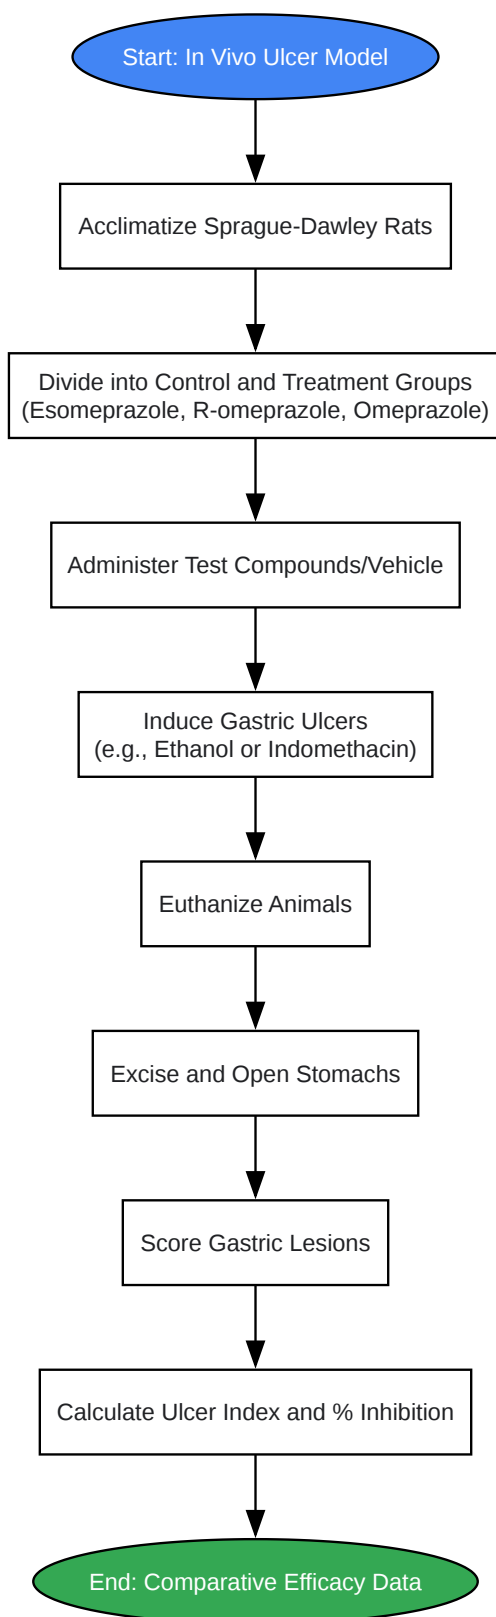 Start: In Vivo Ulcer Model
Acclimatize Sprague-Dawley Rats
Divide into Control and Treatment Groups
(Esomeprazole, R-omeprazole, Omeprazole)
Administer Test Compounds/Vehicle
Induce Gastric Ulcers
(e.g., Ethanol or Indomethacin)
Euthanize Animals
Excise and Open Stomachs
Score Gastric Lesions
Calculate Ulcer Index and % Inhibition
End: Comparative Efficacy Data